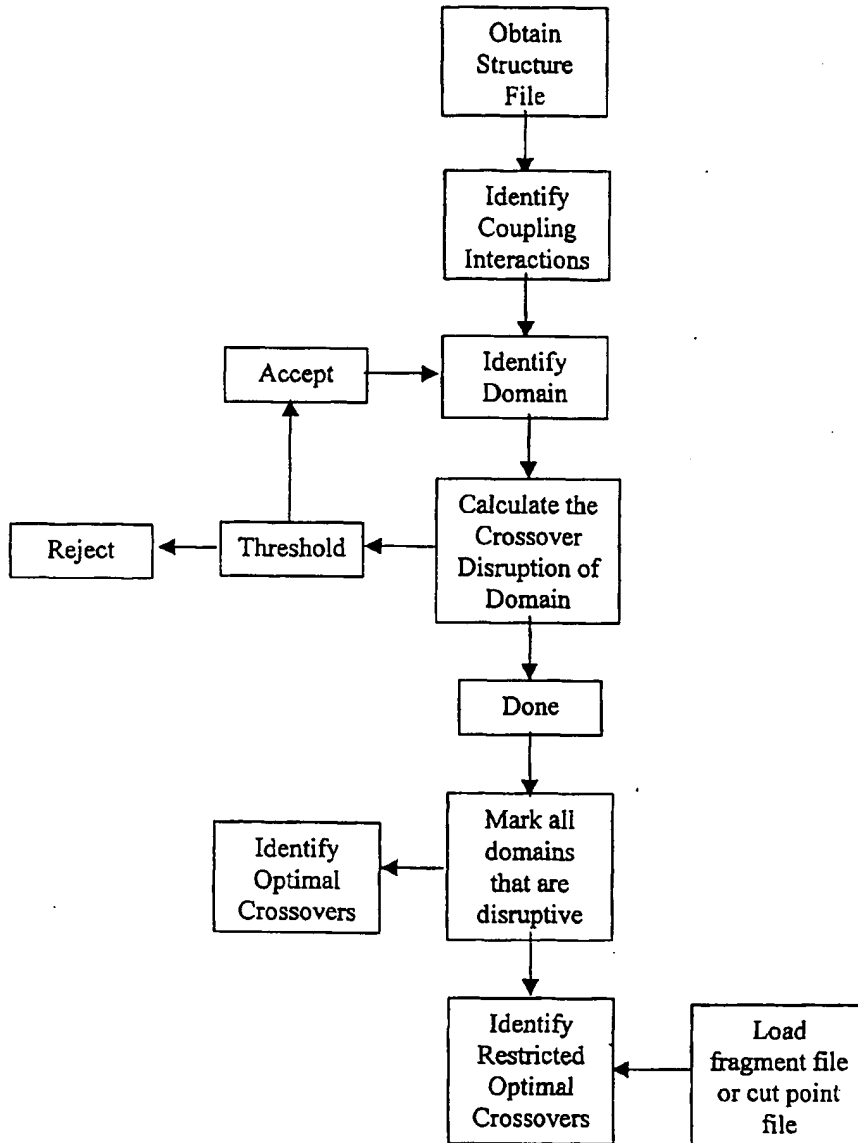 Obtain
Structure
File
Identify
Coupling
Interactions
Accept
Identify
Domain
Reject
Threshold
Calculate the
Crossover
Disruption of
Domain
Done
Identify
Optimal
Crossovers
Mark all
domains
that are
disruptive
Identify
Restricted
Optimal
Crossovers
Load
fragment file
or cut point
file